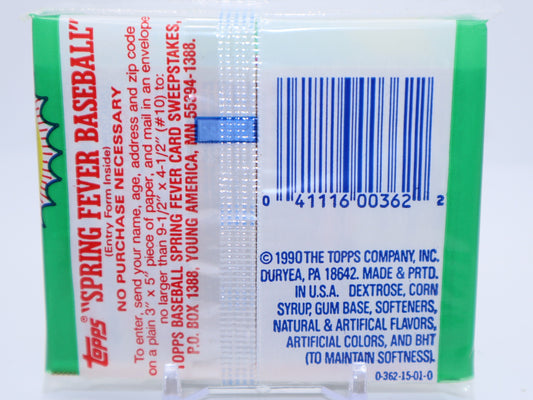 Topps "SPRING FEVER BASEBALL"
(Entry Form Inside)
NO PURCHASE NECESSARY
To enter, send your name, age, address and zip code
on a plain 3" x 5" piece of paper, and mail in an envelope
no larger than 9-1/2" x 4-1/2" (#10) to:
TOPPS BASEBALL SPRING FEVER CARD SWEEPSTAKES,
P.O. BOX 1388, YOUNG AMERICA, MN 55394-1388.
0 41116 00362 2
© 1990 THE TOPPS COMPANY, INC.
DURYEA, PA 18642. MADE & PRTD.
IN U.S.A. DEXTROSE, CORN
SYRUP, GUM BASE, SOFTENERS,
NATURAL & ARTIFICAL FLAVORS,
ARTIFICIAL COLORS, AND BHT
(TO MAINTAIN SOFTNESS).
0-362-15-01-0